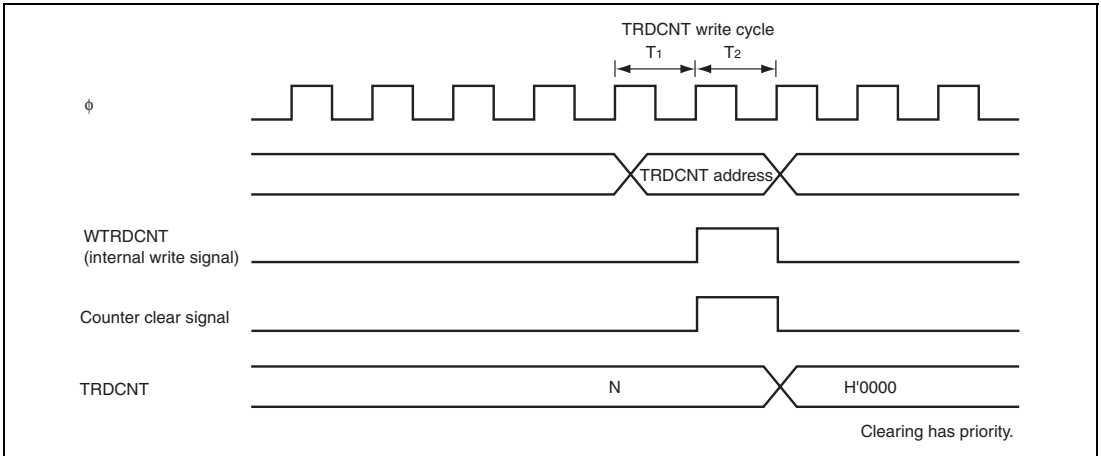 TRDCNT write cycle
T1 T2
ϕ
TRDCNT address
WTRDCNT
(internal write signal)
Counter clear signal
TRDCNT N H'0000
Clearing has priority.